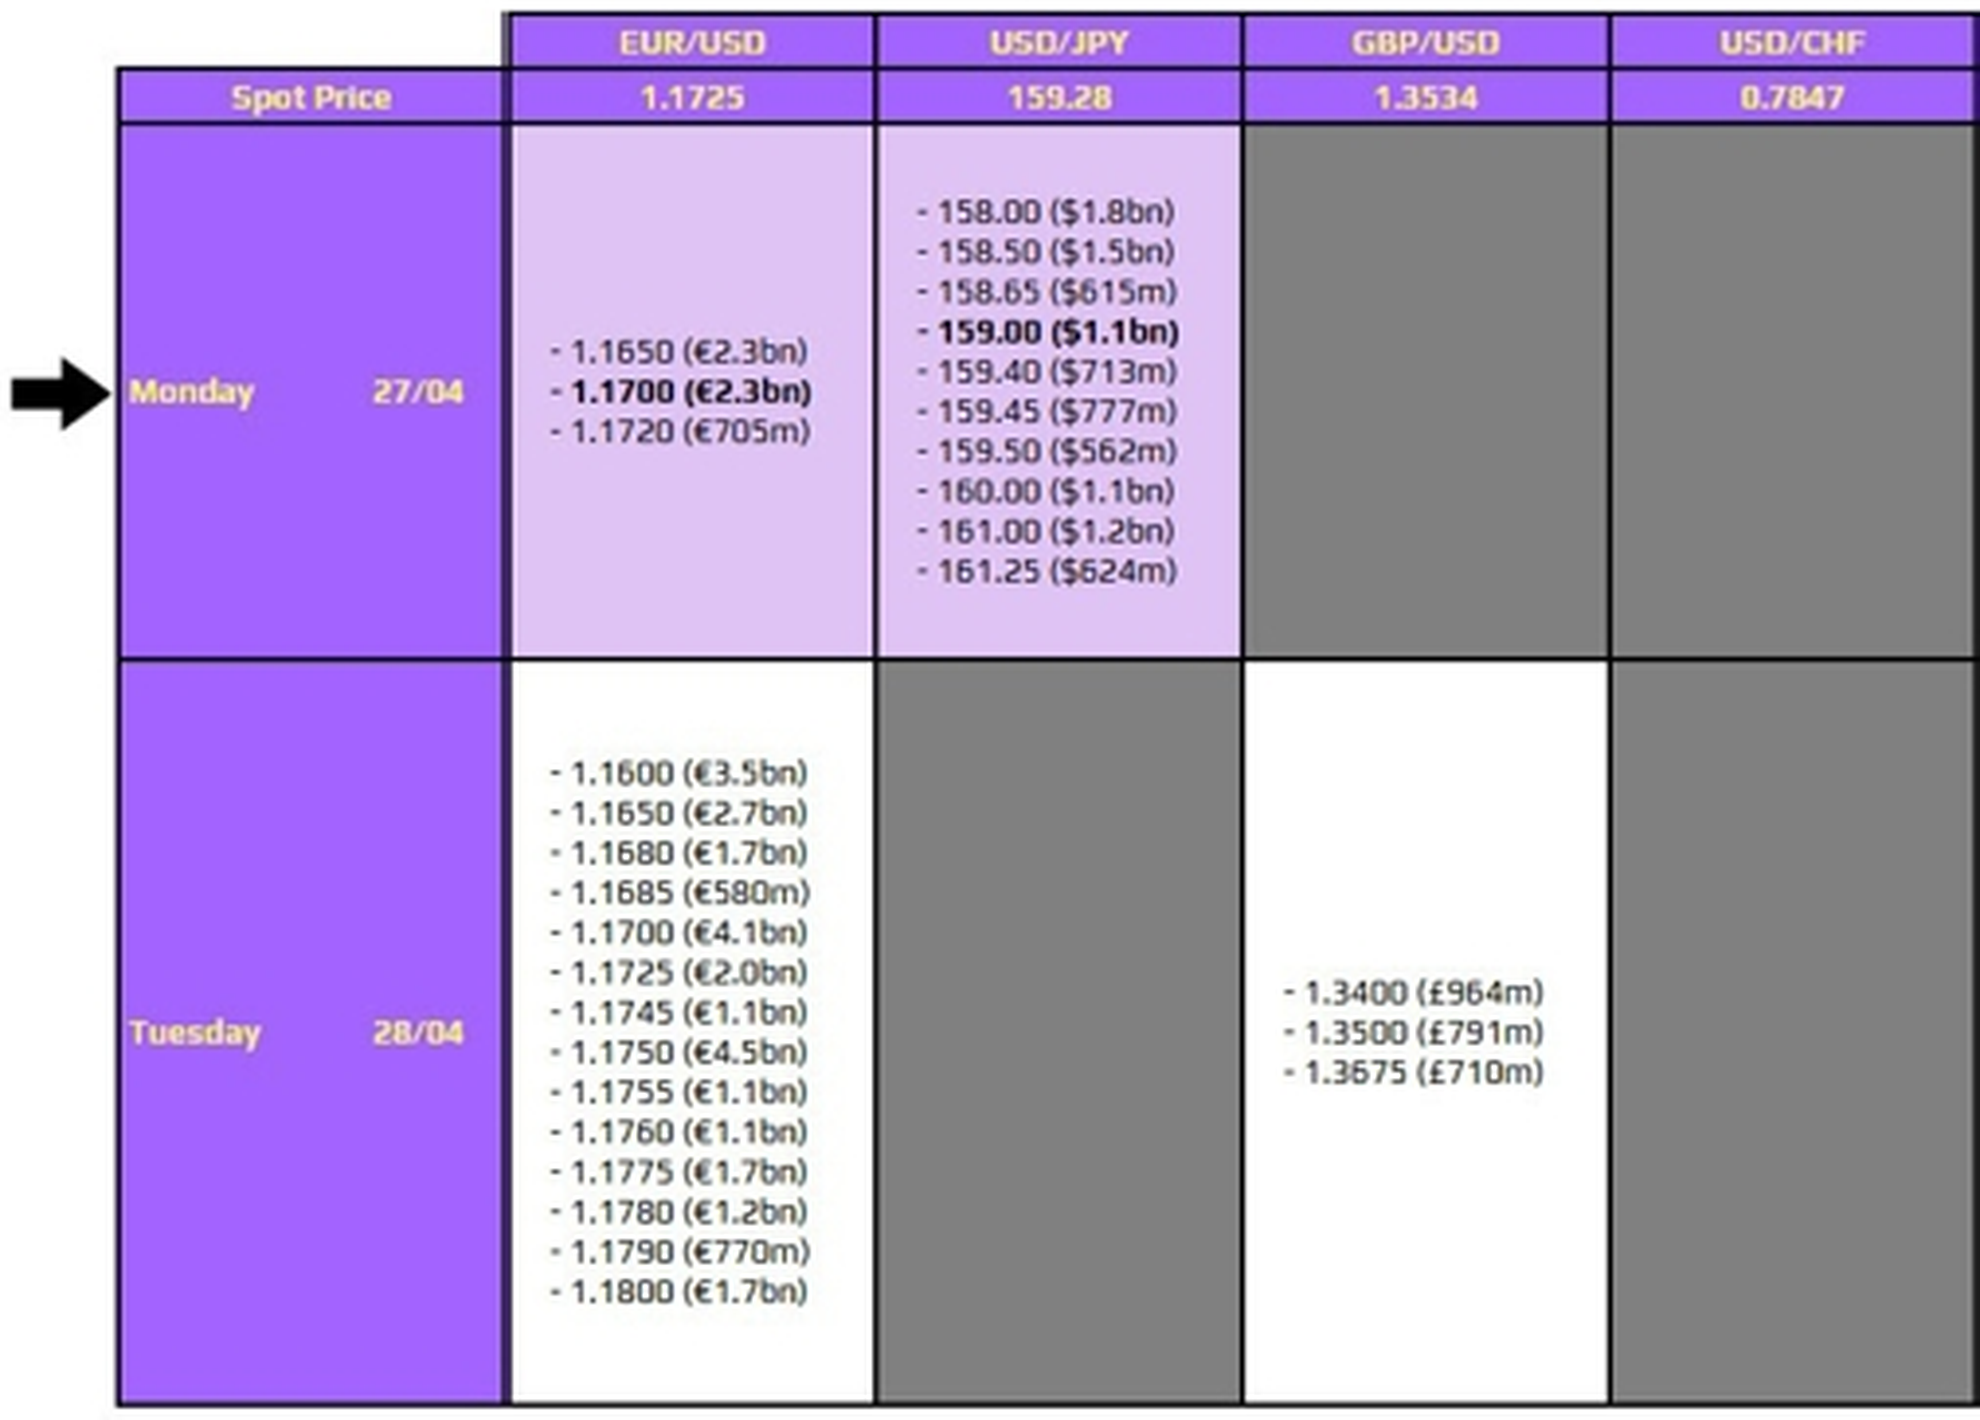 EUR/USD USD/JPY GBP/USD USD/CHF
Spot Price 1.1725 159.28 1.3534 0.7847
Monday 27/04
- 1.1650 (€2.3bn)
- 1.1700 (€2.3bn)
- 1.1720 (€705m)
- 158.00 ($1.8bn)
- 158.50 ($1.5bn)
- 158.65 ($615m)
- 159.00 ($1.1bn)
- 159.40 ($713m)
- 159.45 ($777m)
- 159.50 ($562m)
- 160.00 ($1.1bn)
- 161.00 ($1.2bn)
- 161.25 ($624m)
Tuesday 28/04
- 1.1600 (€3.5bn)
- 1.1650 (€2.7bn)
- 1.1680 (€1.7bn)
- 1.1685 (€580m)
- 1.1700 (€4.1bn)
- 1.1725 (€2.0bn)
- 1.1745 (€1.1bn)
- 1.1750 (€4.5bn)
- 1.1755 (€1.1bn)
- 1.1760 (€1.1bn)
- 1.1775 (€1.7bn)
- 1.1780 (€1.2bn)
- 1.1790 (€770m)
- 1.1800 (€1.7bn)
- 1.3400 (£964m)
- 1.3500 (£791m)
- 1.3675 (£710m)